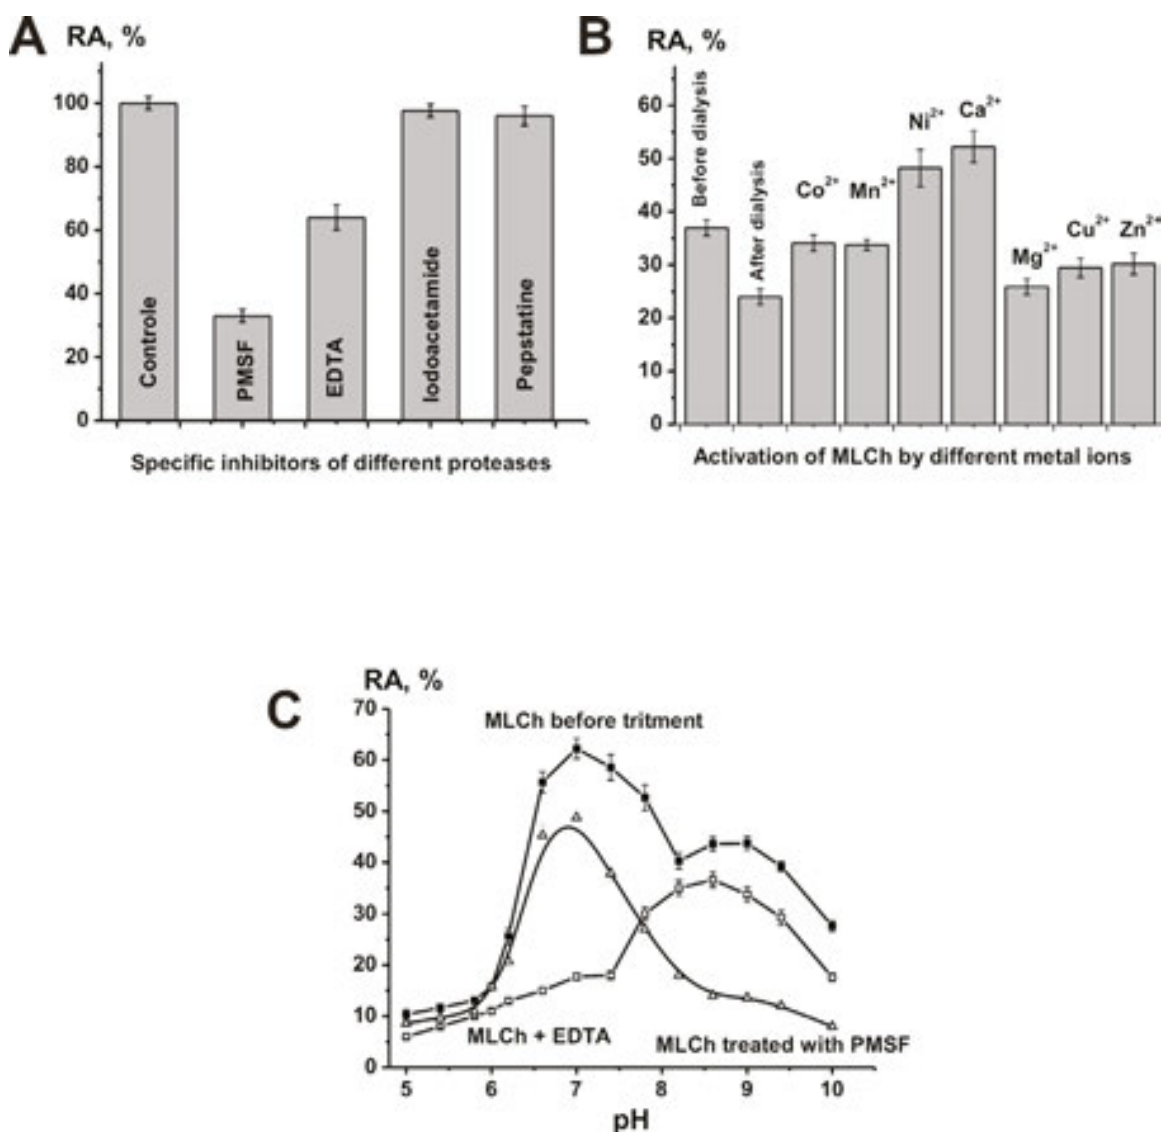 A
RA, %
100
80
60
40
20
0
Controle
PMSF
EDTA
Iodoacetamide
Pepstatine
Specific inhibitors of different proteases
B
RA, %
60
50
40
30
20
10
0
Before dialysis
After dialysis
Co²⁺
Mn²⁺
Ni²⁺
Ca²⁺
Mg²⁺
Cu²⁺
Zn²⁺
Activation of MLCh by different metal ions
C
RA, %
70
60
50
40
30
20
10
0
MLCh before tritment
MLCh + EDTA
MLCh treated with PMSF
5 6 7 8 9 10
pH